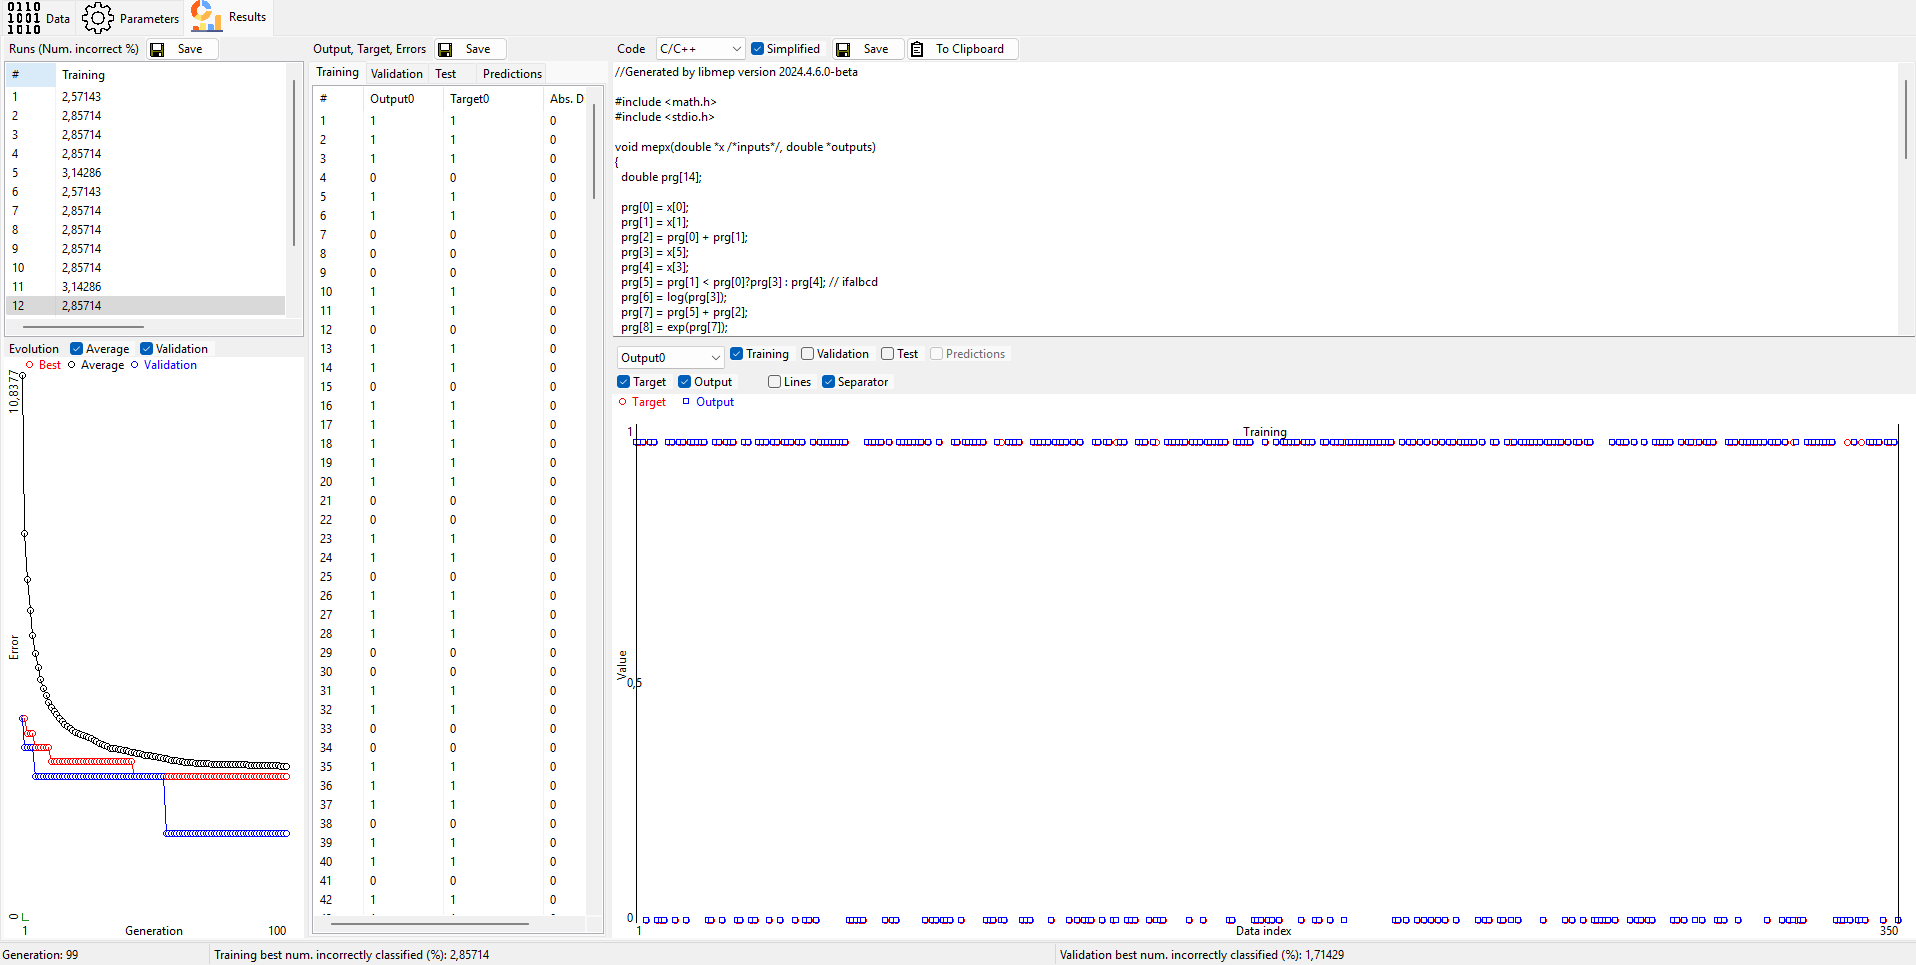 0110
1001
1010
Data
Parameters
Results
Runs (Num. incorrect %)
Save
# Training
1 2,57143
2 2,85714
3 2,85714
4 2,85714
5 3,14286
6 2,57143
7 2,85714
8 2,85714
9 2,85714
10 2,85714
11 3,14286
12 2,85714
Evolution Average Validation
Best Average Validation
10,8377
Error
0
1 Generation 100
Output, Target, Errors
Save
Training Validation Test Predictions
# Output0 Target0 Abs. D
1 1 1 0
2 1 1 0
3 1 1 0
4 0 0 0
5 1 1 0
6 1 1 0
7 0 0 0
8 0 0 0
9 0 0 0
10 1 1 0
11 1 1 0
12 0 0 0
13 1 1 0
14 1 1 0
15 0 0 0
16 1 1 0
17 1 1 0
18 1 1 0
19 1 1 0
20 1 1 0
21 0 0 0
22 0 0 0
23 1 1 0
24 1 1 0
25 0 0 0
26 1 1 0
27 1 1 0
28 1 1 0
29 0 0 0
30 0 0 0
31 1 1 0
32 1 1 0
33 0 0 0
34 0 0 0
35 1 1 0
36 1 1 0
37 1 1 0
38 0 0 0
39 1 1 0
40 1 1 0
41 0 0 0
42 1 1 0
Code C/C++ Simplified Save To Clipboard
//Generated by libmep version 2024.4.6.0-beta
#include <math.h>
#include <stdio.h>
void mepx(double *x /*inputs*/, double *outputs)
{
double prg[14];
prg[0] = x[0];
prg[1] = x[1];
prg[2] = prg[0] + prg[1];
prg[3] = x[5];
prg[4] = x[3];
prg[5] = prg[1] < prg[0]?prg[3] : prg[4]; // ifalbcd
prg[6] = log(prg[3]);
prg[7] = prg[5] + prg[2];
prg[8] = exp(prg[7]);
Output0 Training Validation Test Predictions
Target Output Lines Separator
Target Output
Training
1
Value
0,5
0
1 Data index 350
Generation: 99
Training best num. incorrectly classified (%): 2,85714
Validation best num. incorrectly classified (%): 1,71429